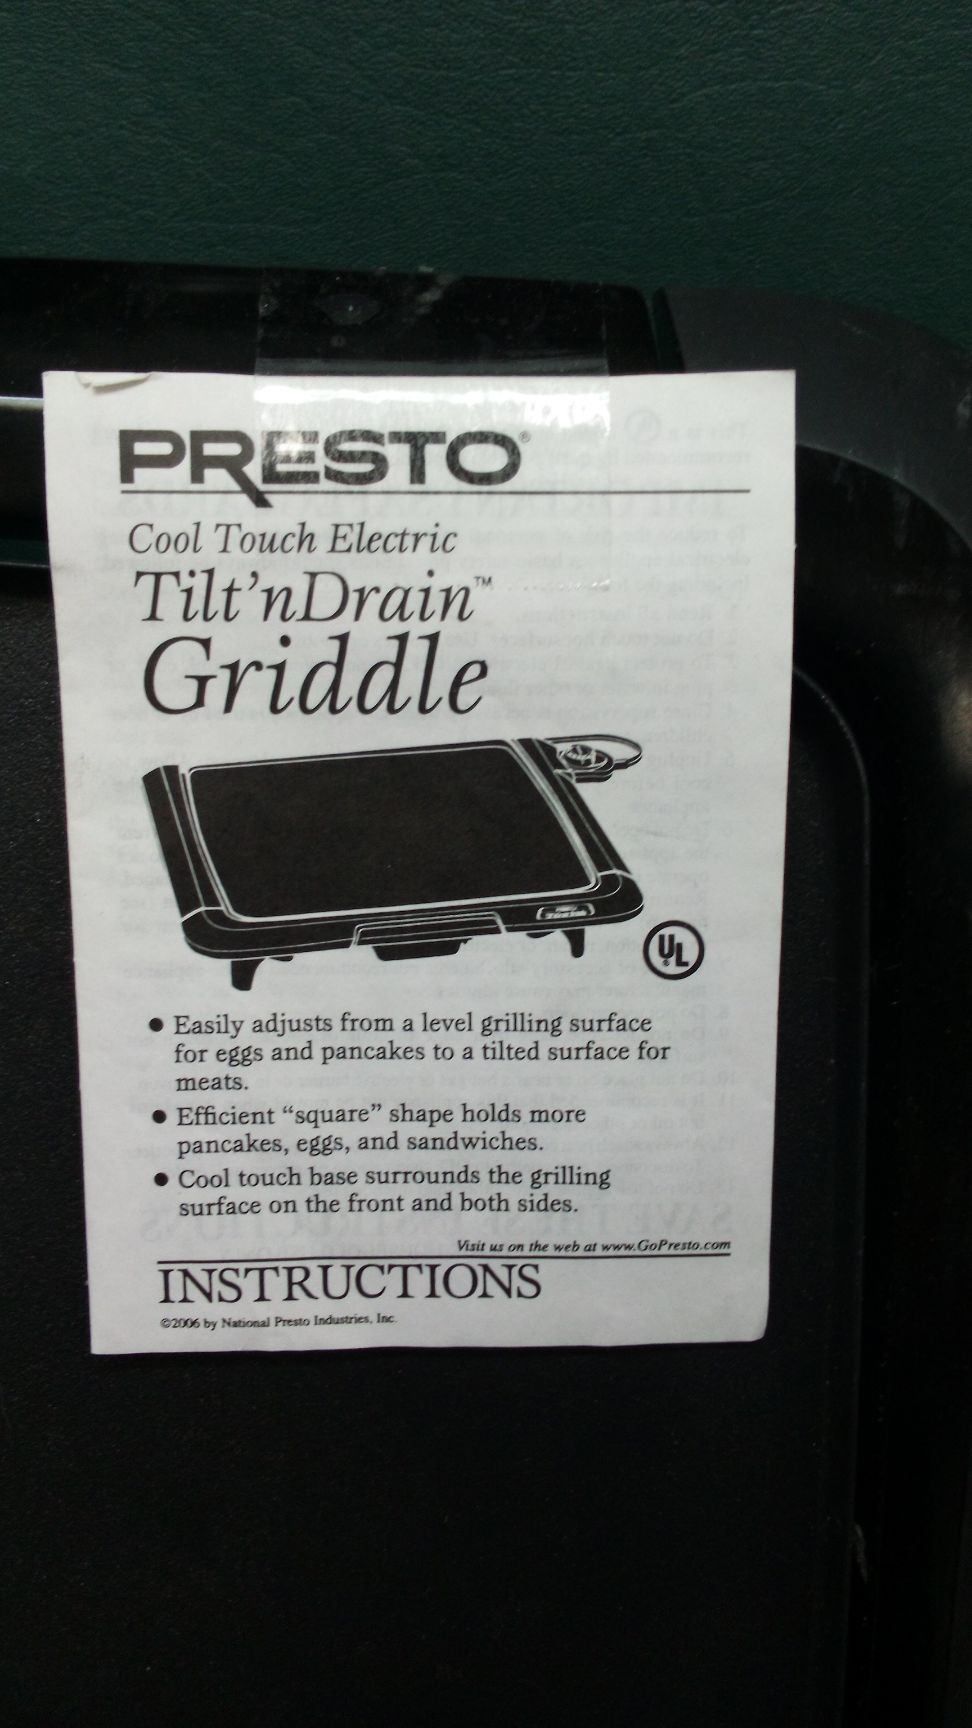 PRESTO®
Cool Touch Electric
Tilt'nDrain™
Griddle
UL
• Easily adjusts from a level grilling surface
for eggs and pancakes to a tilted surface for
meats.
• Efficient “square” shape holds more
pancakes, eggs, and sandwiches.
• Cool touch base surrounds the grilling
surface on the front and both sides.
Visit us on the web at www.GoPresto.com
INSTRUCTIONS
©2006 by National Presto Industries, Inc.